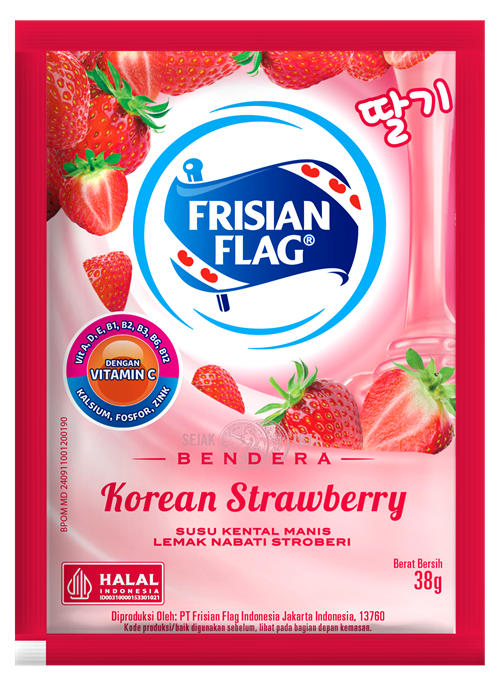 딸기
FRISIAN
FLAG®
Vit A, D, E, B1, B2, B3, B6, B12
DENGAN
VITAMIN C
KALSIUM, FOSFOR, ZINK
SEJAK
BENDERA
Korean Strawberry
SUSU KENTAL MANIS
LEMAK NABATI STROBERI
BPOM MD 240911001200190
HALAL
INDONESIA
ID00310000153301021
Berat Bersih
38g
Diproduksi Oleh: PT Frisian Flag Indonesia Jakarta Indonesia, 13760
Kode produksi/baik digunakan sebelum, lihat pada bagian depan kemasan.